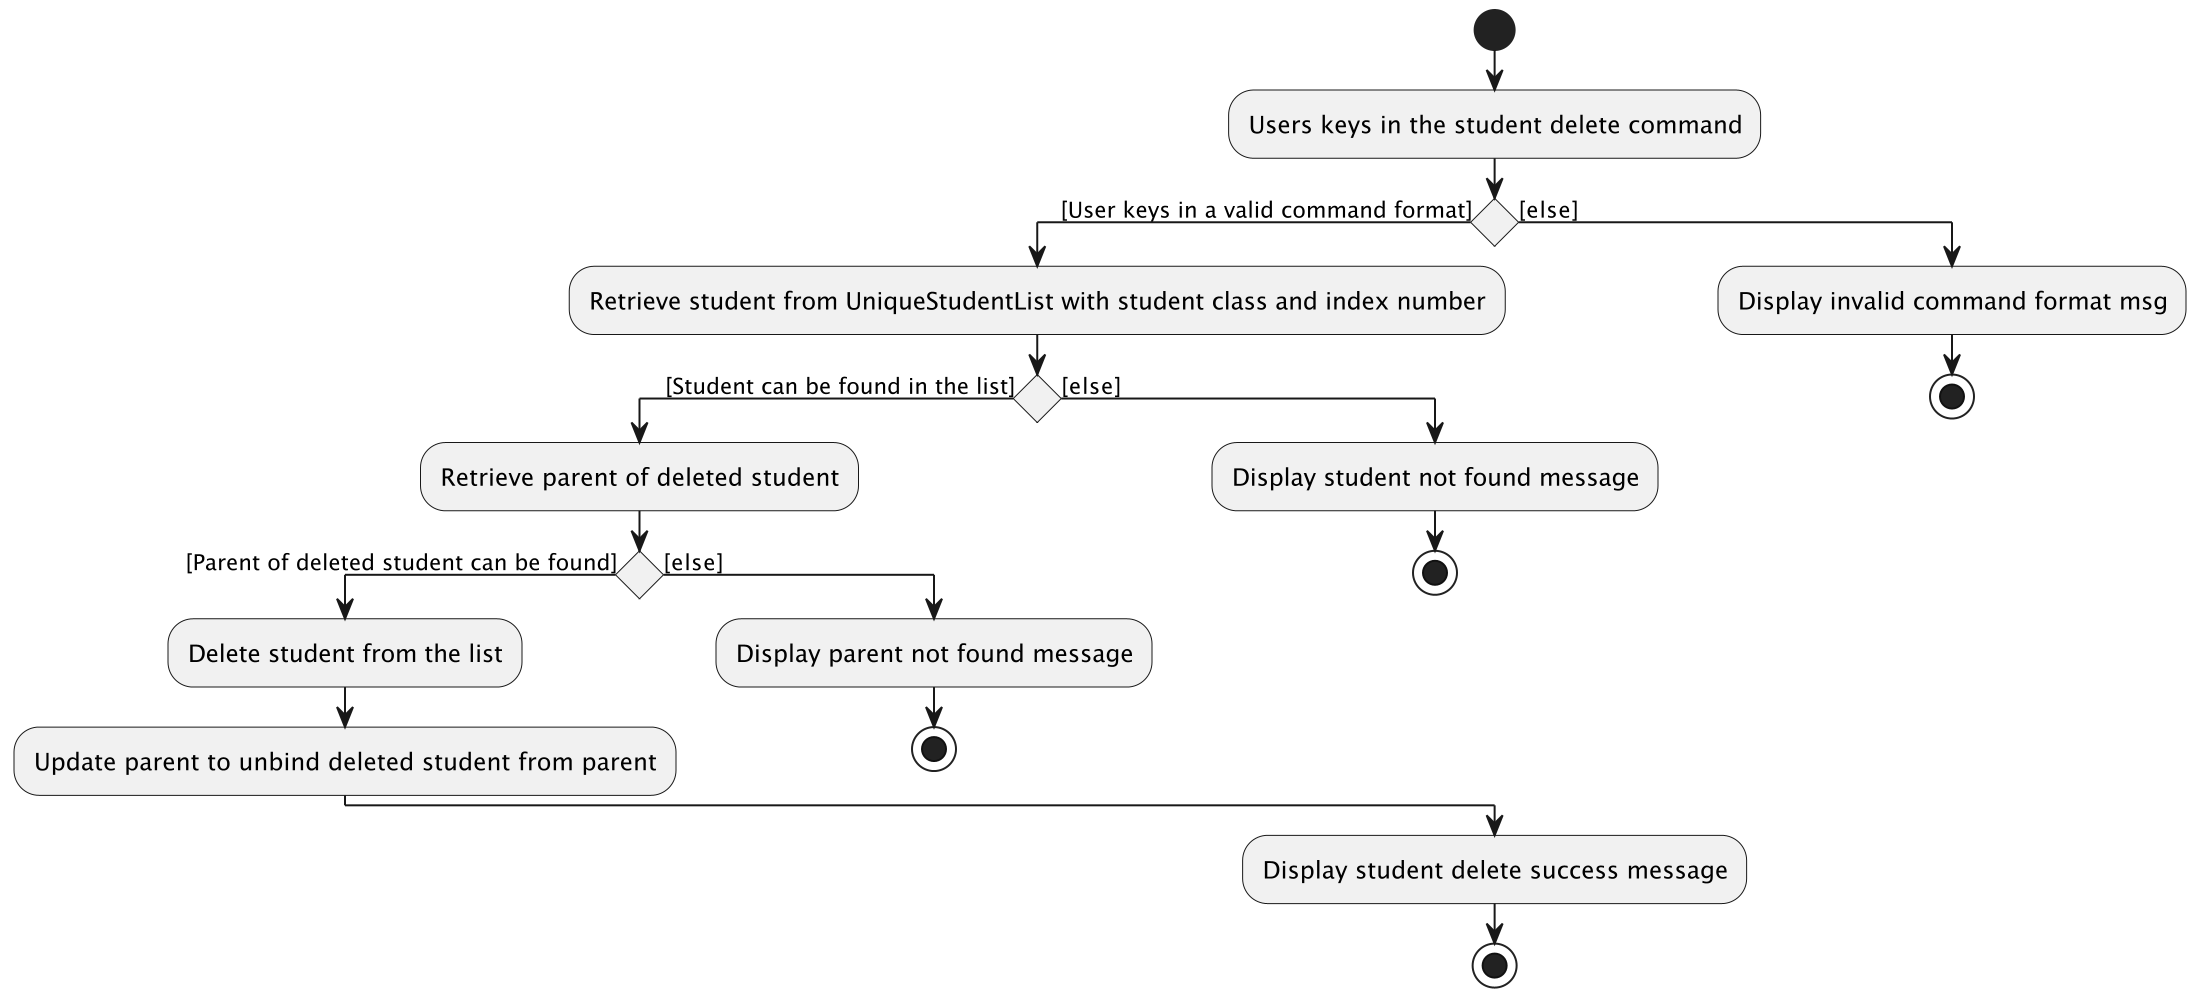 Users keys in the student delete command
[User keys in a valid command format]
[else]
Retrieve student from UniqueStudentList with student class and index number
Display invalid command format msg
[Student can be found in the list]
[else]
Retrieve parent of deleted student
Display student not found message
[Parent of deleted student can be found]
[else]
Delete student from the list
Display parent not found message
Update parent to unbind deleted student from parent
Display student delete success message